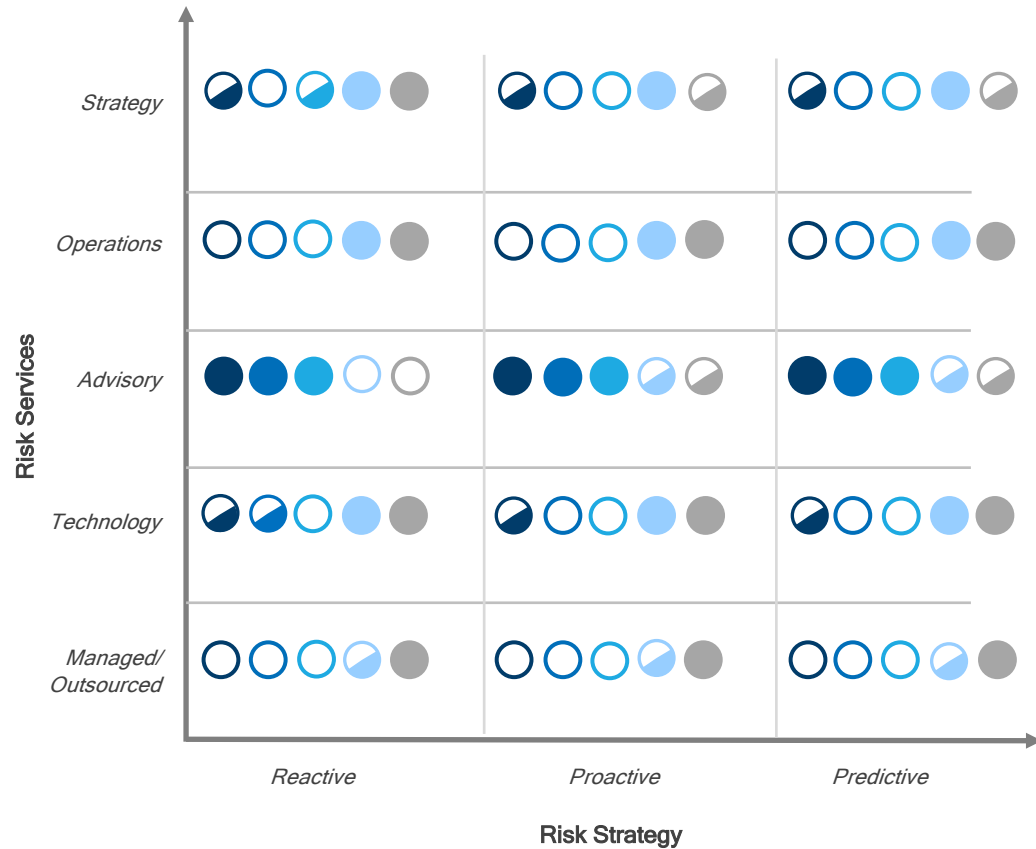 Strategy
Operations
Advisory
Technology
Managed/
Outsourced
Risk Services
Reactive
Proactive
Predictive
Risk Strategy